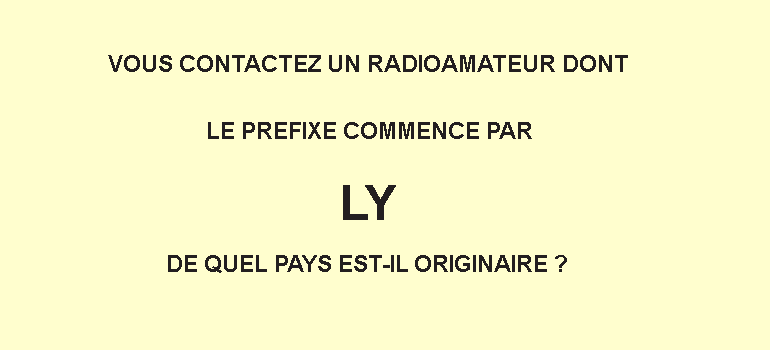 VOUS CONTACTEZ UN RADIOAMATEUR DONT
LE PREFIXE COMMENCE PAR
LY
DE QUEL PAYS EST-IL ORIGINAIRE ?